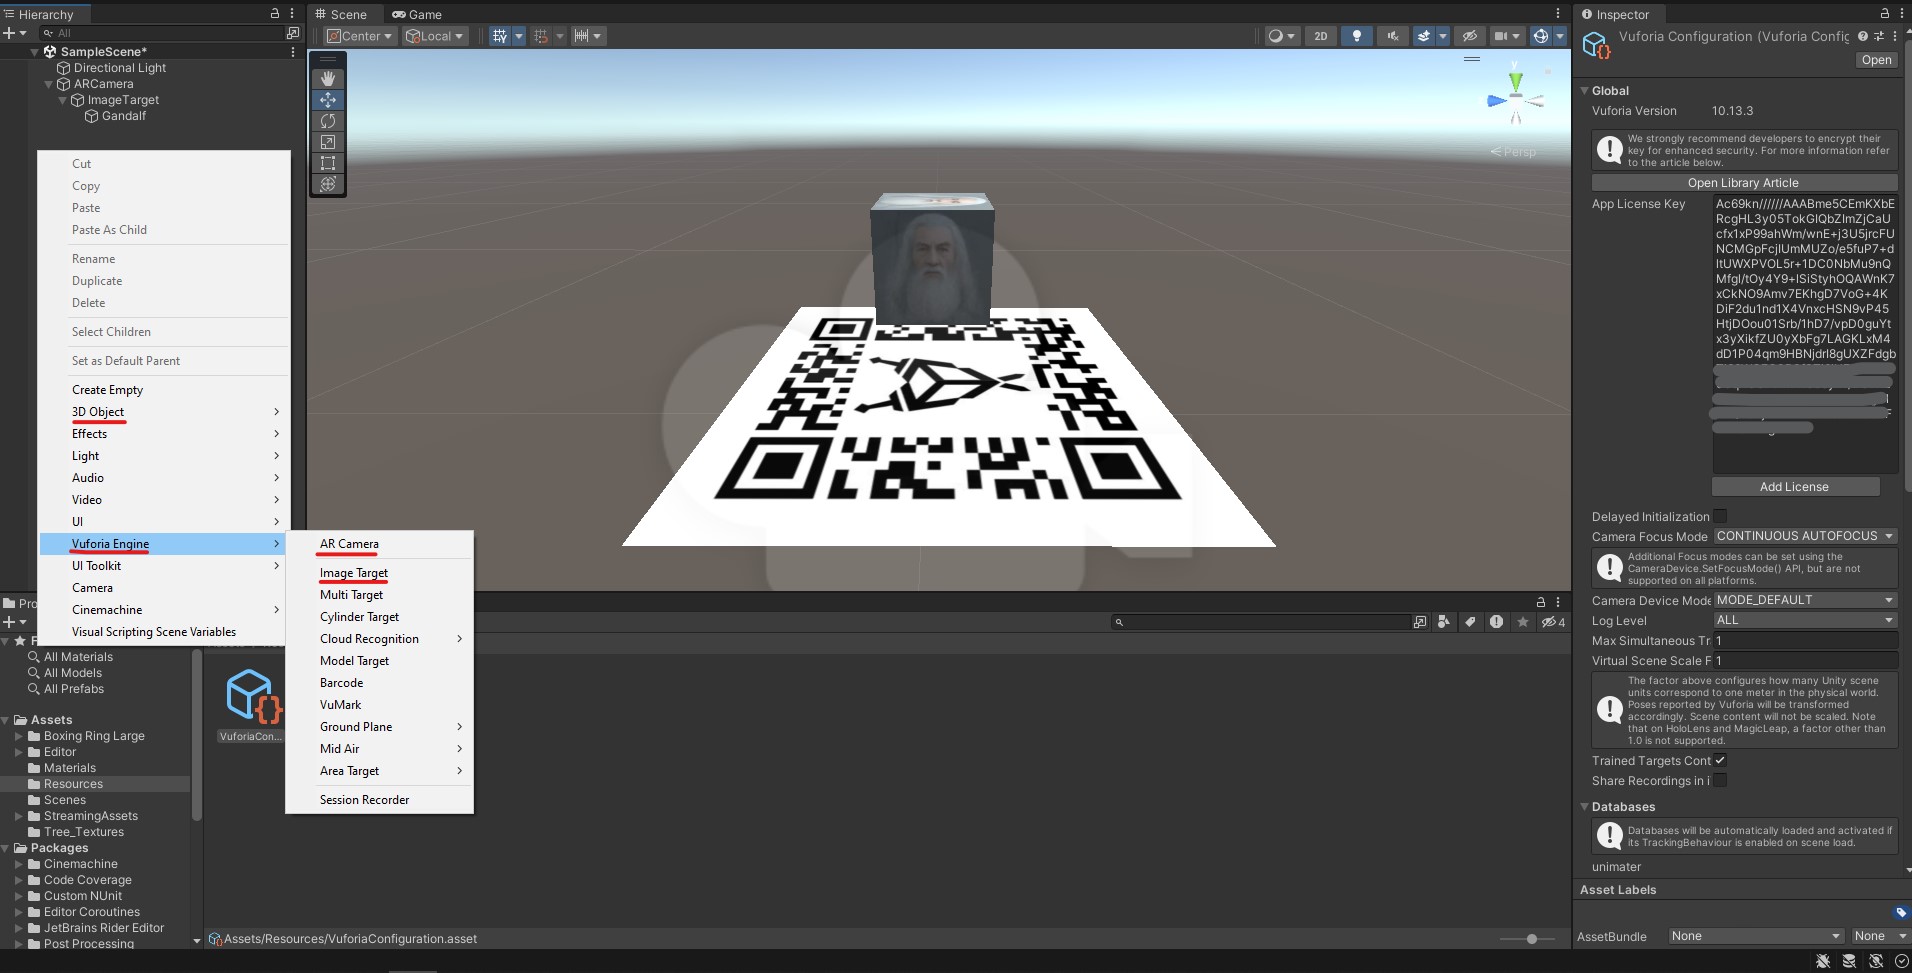 Hierarchy
All
SampleScene*
Directional Light
ARCamera
ImageTarget
Gandalf
Cut
Copy
Paste
Paste As Child
Rename
Duplicate
Delete
Select Children
Set as Default Parent
Create Empty
3D Object
Effects
Light
Audio
Video
UI
Vuforia Engine
UI Toolkit
Camera
Cinemachine
Visual Scripting Scene Variables
AR Camera
Image Target
Multi Target
Cylinder Target
Cloud Recognition
Model Target
Barcode
VuMark
Ground Plane
Mid Air
Area Target
Session Recorder
Scene
Game
Center
Local
2D
y
Persp
Pro
F
All Materials
All Models
All Prefabs
Assets
Boxing Ring Large
Editor
Materials
Resources
Scenes
StreamingAssets
Tree_Textures
Packages
Cinemachine
Code Coverage
Custom NUnit
Editor Coroutines
JetBrains Rider Editor
Post Processing
4
VuforiaCon...
Assets/Resources/VuforiaConfiguration.asset
Inspector
Vuforia Configuration (Vuforia Config
Open
Global
Vuforia Version 10.13.3
We strongly recommend developers to encrypt their
key for enhanced security. For more information refer
to the article below.
Open Library Article
App License Key
Ac69kn//////AAABme5CEmKXbE
RcgHL3y05TokGIQbZImZjCaU
cfx1xP99ahWm/wnE+j3U5jrcFU
NCMGpFcjIUmMUZo/e5fuP7+d
ItUWXPVOL5r+1DC0NbMu9nQ
Mfgl/tOy4Y9+lSiStyhOQAWnK7
xCkNO9Amv7EKhgD7VoG+4K
DiF2du1nd1X4VnxcHSN9vP45
HtjDOou01Srb/1hD7/vpD0guYt
x3yXikfZU0yXbFg7LAGKLxM4
dD1P04qm9HBNjdrI8gUXZFdgb
Add License
Delayed Initialization
Camera Focus Mode CONTINUOUS AUTOFOCUS
Additional Focus modes can be set using the
CameraDevice.SetFocusMode() API, but are not
supported on all platforms.
Camera Device Mode MODE_DEFAULT
Log Level ALL
Max Simultaneous Tr 1
Virtual Scene Scale F 1
The factor above configures how many Unity scene
units correspond to one meter in the physical world.
Poses reported by Vuforia will be transformed
accordingly. Scene content will not be scaled. Note
that on HoloLens and MagicLeap, a factor other than
1.0 is not supported.
Trained Targets Cont
Share Recordings in i
Databases
Databases will be automatically loaded and activated if
its TrackingBehaviour is enabled on scene load.
unimater
Asset Labels
AssetBundle None None